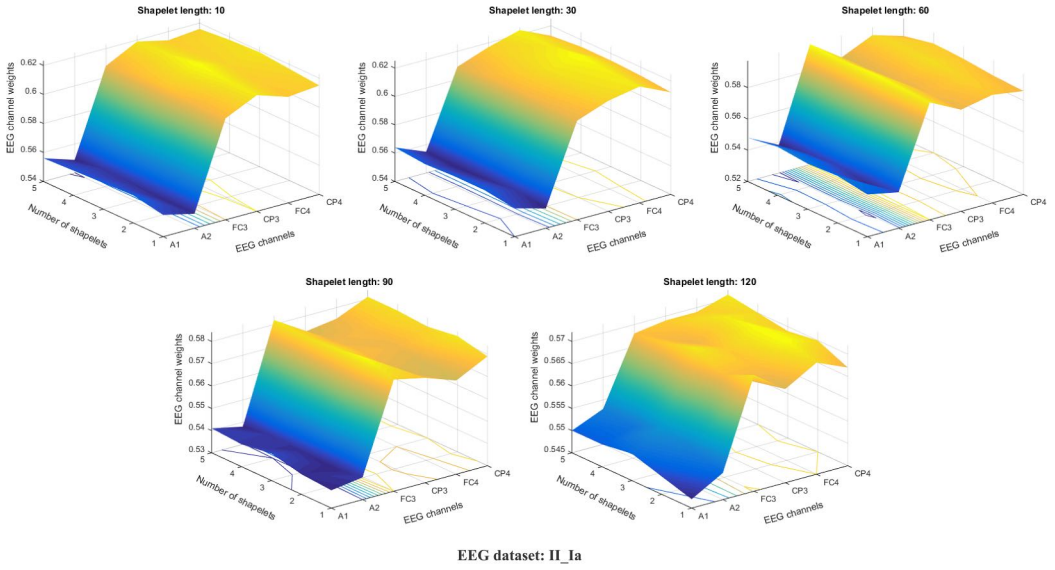 Shapelet length: 10
EEG channel weights
0.62
0.6
0.58
0.56
0.54
5
4
3
2
1
Number of shapelets
A1
A2
FC3
CP3
FC4
CP4
EEG channels
Shapelet length: 30
EEG channel weights
0.62
0.6
0.58
0.56
0.54
5
4
3
2
1
Number of shapelets
A1
A2
FC3
CP3
FC4
CP4
EEG channels
Shapelet length: 60
EEG channel weights
0.58
0.56
0.54
0.52
5
4
3
2
1
Number of shapelets
A1
A2
FC3
CP3
FC4
CP4
EEG channels
Shapelet length: 90
EEG channel weights
0.58
0.57
0.56
0.55
0.54
0.53
5
4
3
2
1
Number of shapelets
A1
A2
FC3
CP3
FC4
CP4
EEG channels
Shapelet length: 120
EEG channel weights
0.57
0.565
0.56
0.555
0.55
0.545
5
4
3
2
1
Number of shapelets
A1
A2
FC3
CP3
FC4
CP4
EEG channels
EEG dataset: II_Ia